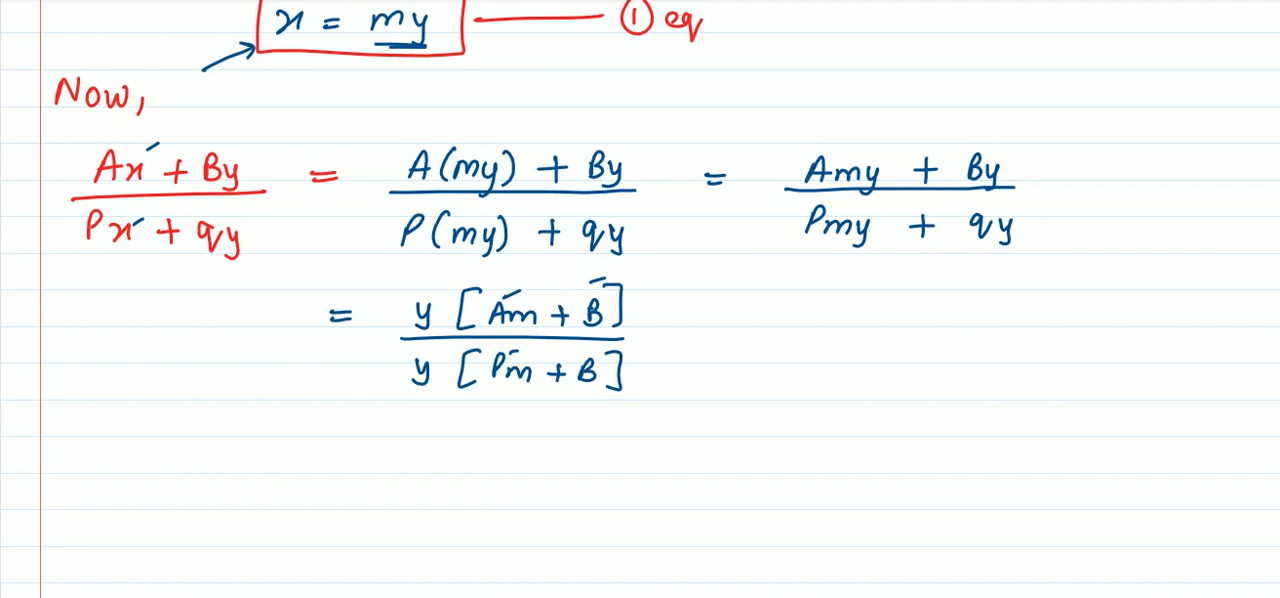 x = my ——— ① eq
Now,
Ax + By / Px + qy = A(my) + By / P(my) + qy = Amy + By / Pmy + qy
= y [Am + B] / y [Pm + B]